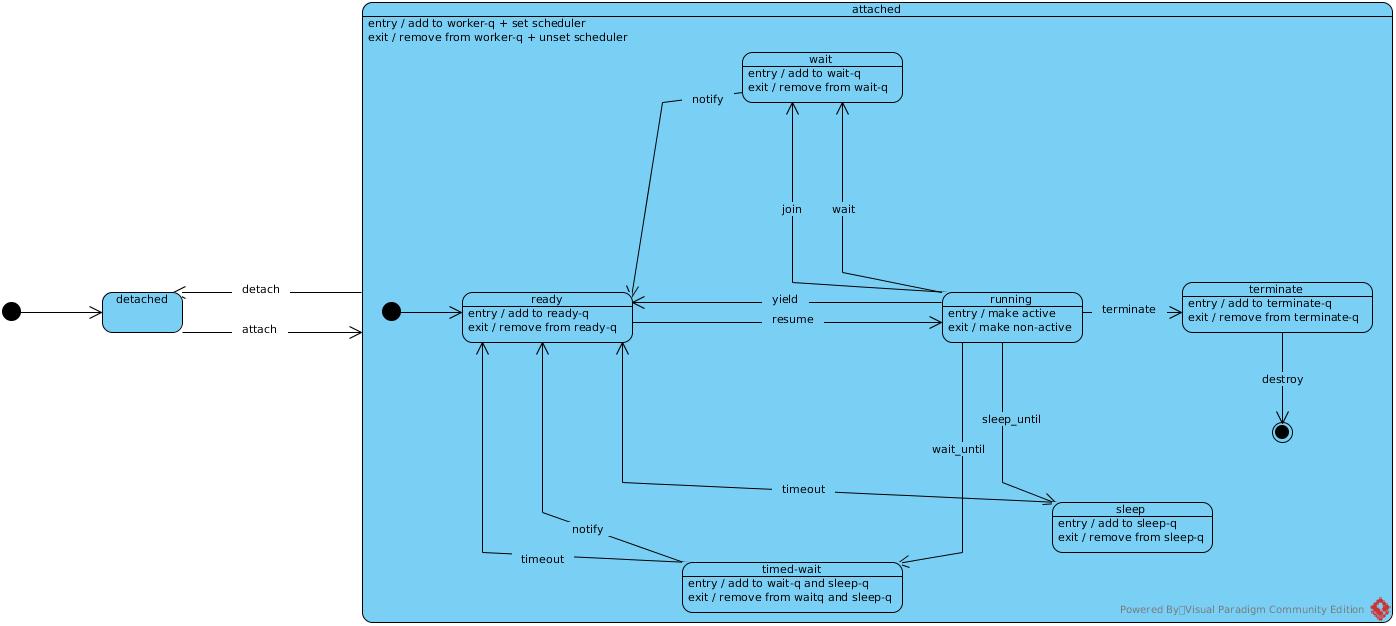 attached
entry / add to worker-q + set scheduler
exit / remove from worker-q + unset scheduler
wait
entry / add to wait-q
exit / remove from wait-q
notify
join
wait
detached
detach
attach
ready
entry / add to ready-q
exit / remove from ready-q
yield
resume
running
entry / make active
exit / make non-active
terminate
terminate
entry / add to terminate-q
exit / remove from terminate-q
destroy
sleep_until
wait_until
timeout
sleep
entry / add to sleep-q
exit / remove from sleep-q
notify
timeout
timed-wait
entry / add to wait-q and sleep-q
exit / remove from waitq and sleep-q
Powered By Visual Paradigm Community Edition